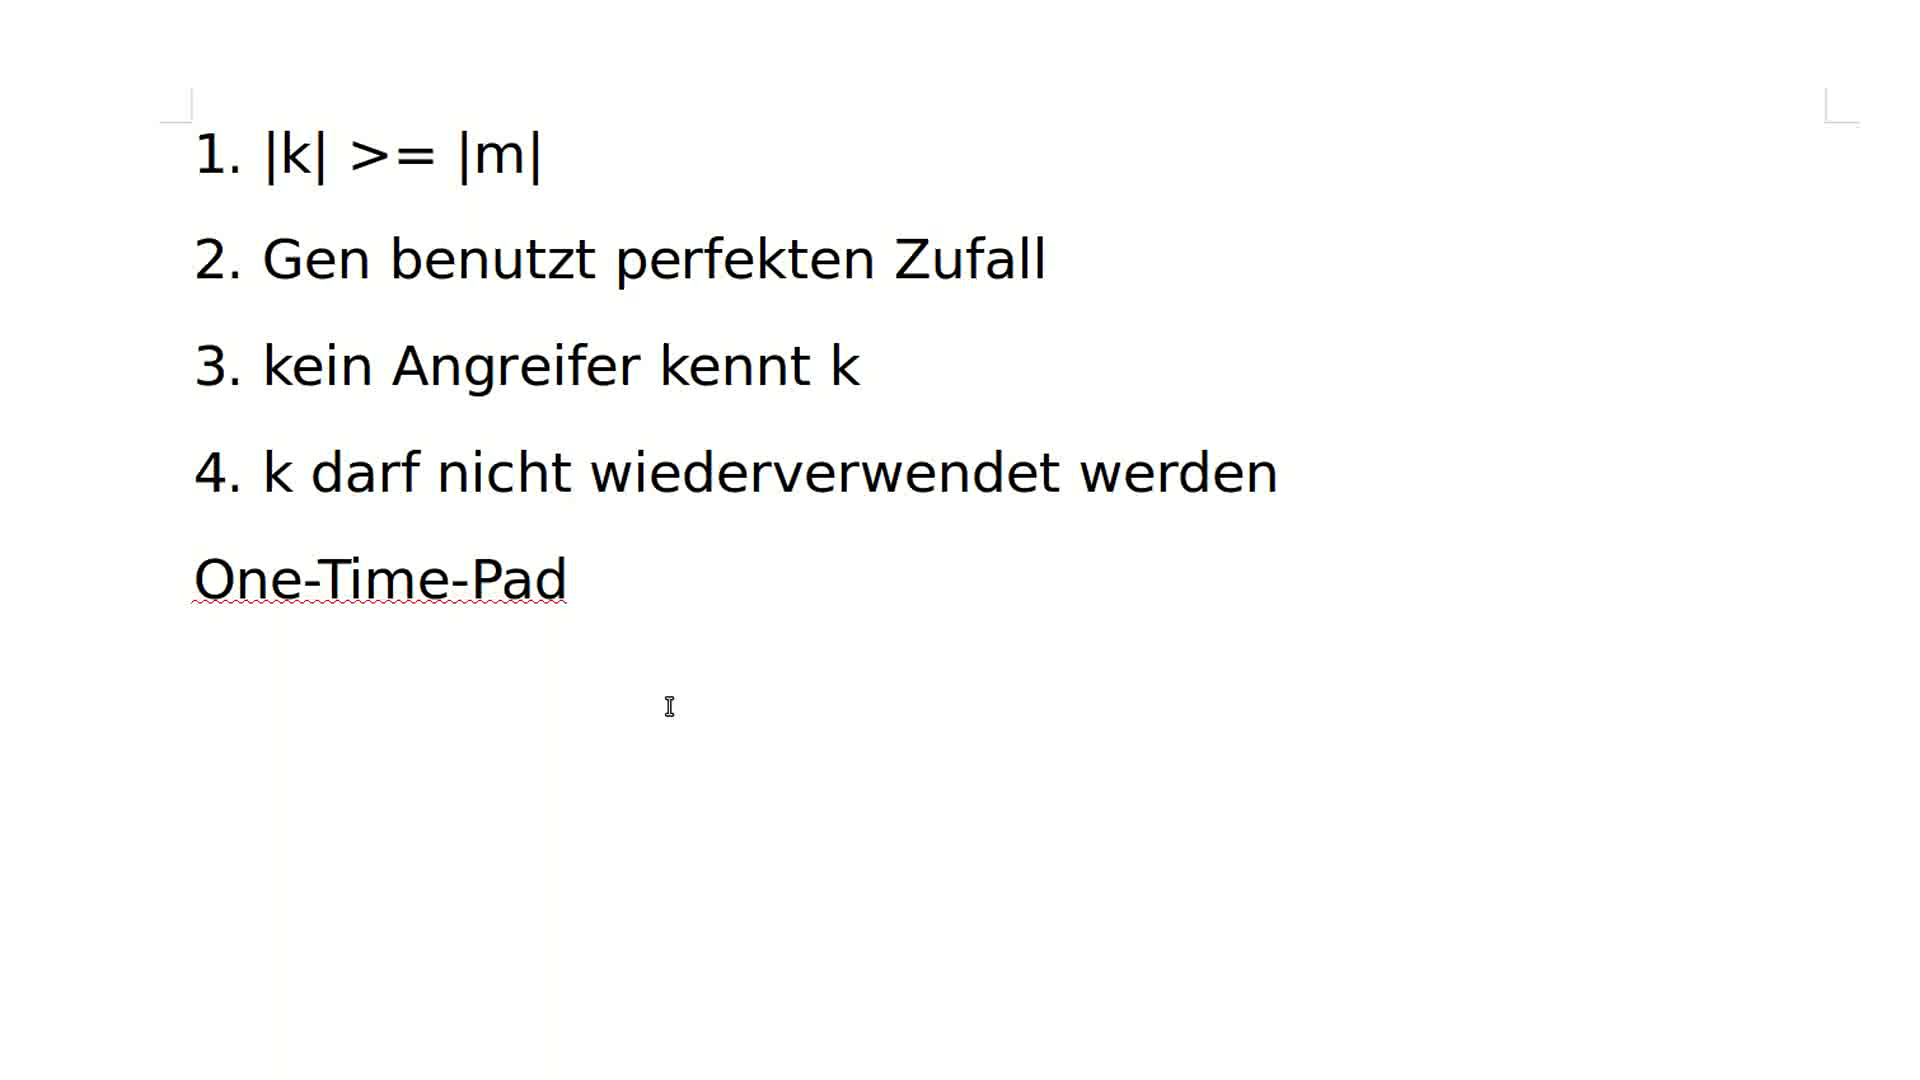 1. |k| >= |m|
2. Gen benutzt perfekten Zufall
3. kein Angreifer kennt k
4. k darf nicht wiederverwendet werden
One-Time-Pad